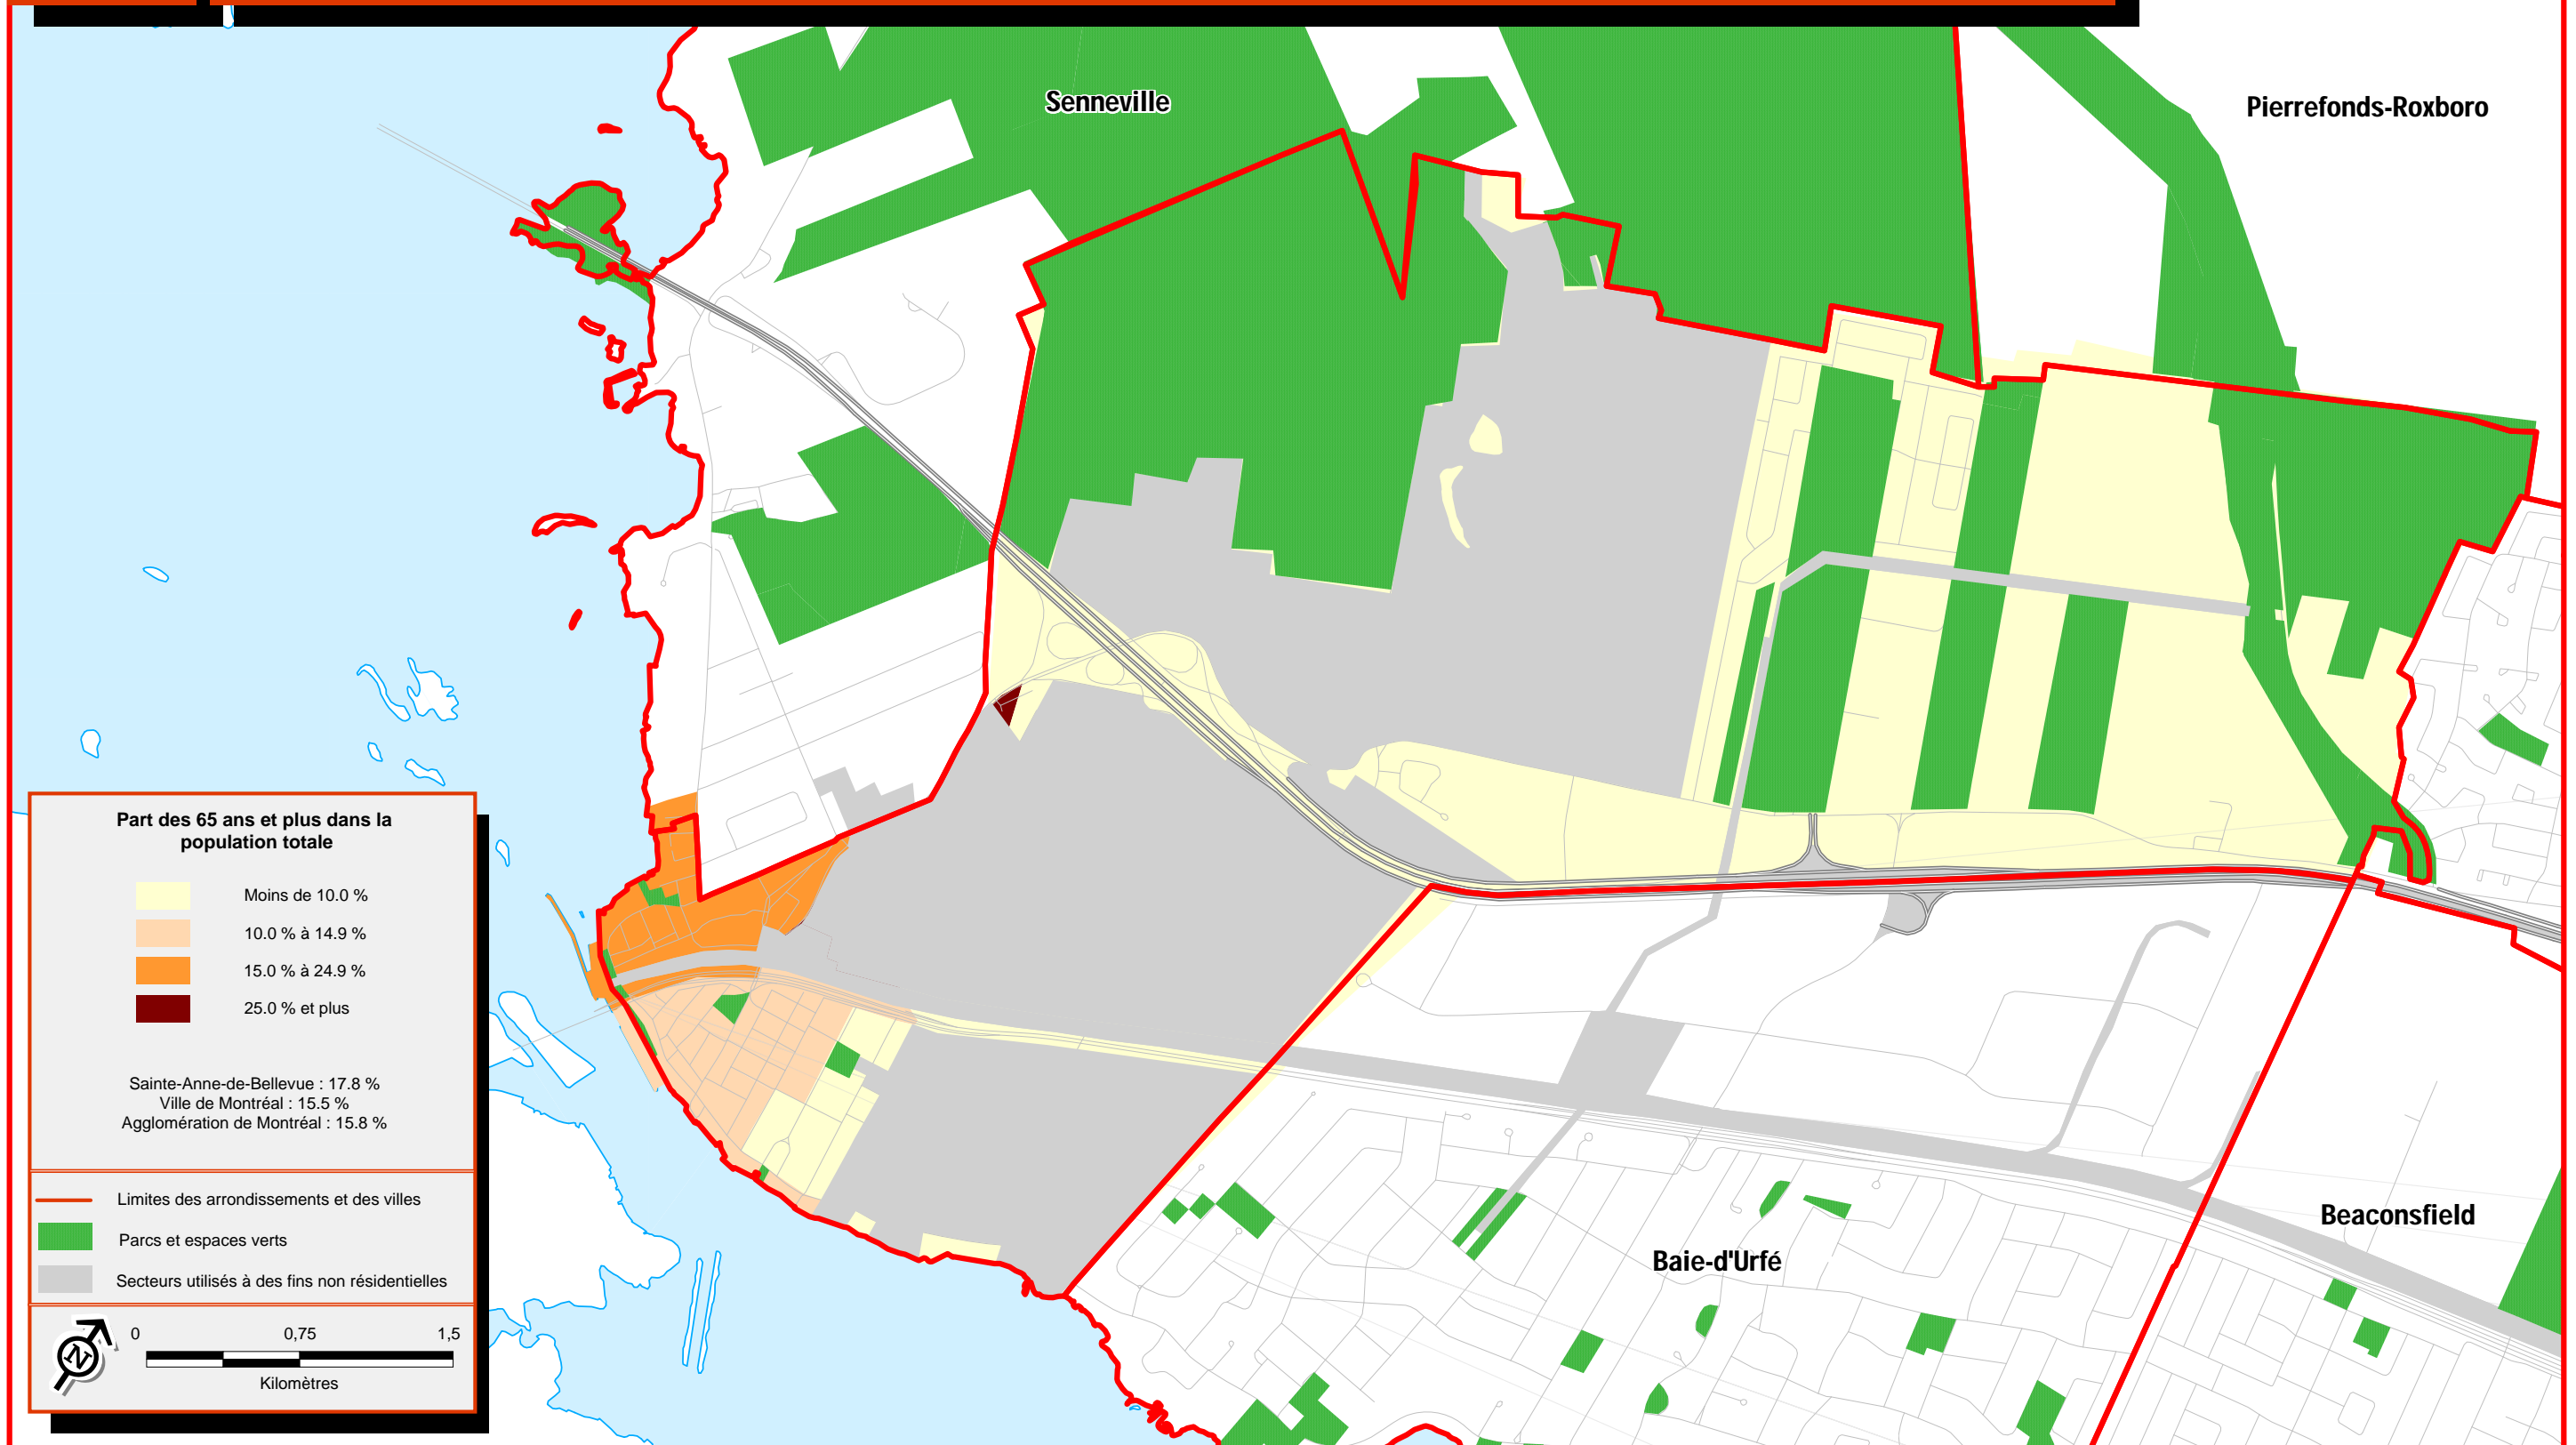 Senneville
Pierrefonds-Roxboro
Part des 65 ans et plus dans la
population totale
Moins de 10.0 %
10.0 % à 14.9 %
15.0 % à 24.9 %
25.0 % et plus
Sainte-Anne-de-Bellevue : 17.8 %
Ville de Montréal : 15.5 %
Agglomération de Montréal : 15.8 %
Limites des arrondissements et des villes
Parcs et espaces verts
Secteurs utilisés à des fins non résidentielles
N
0 0,75 1,5
Kilomètres
Baie-d'Urfé
Beaconsfield